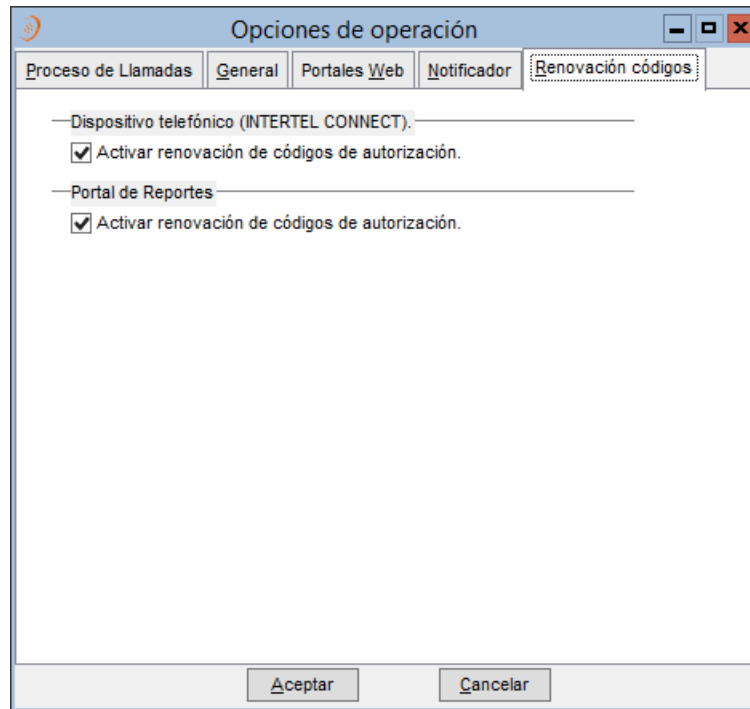 Opciones de operación
Proceso de Llamadas General Portales Web Notificador Renovación códigos
Dispositivo telefónico (INTERTEL CONNECT).
Activar renovación de códigos de autorización.
Portal de Reportes
Activar renovación de códigos de autorización.
Aceptar Cancelar